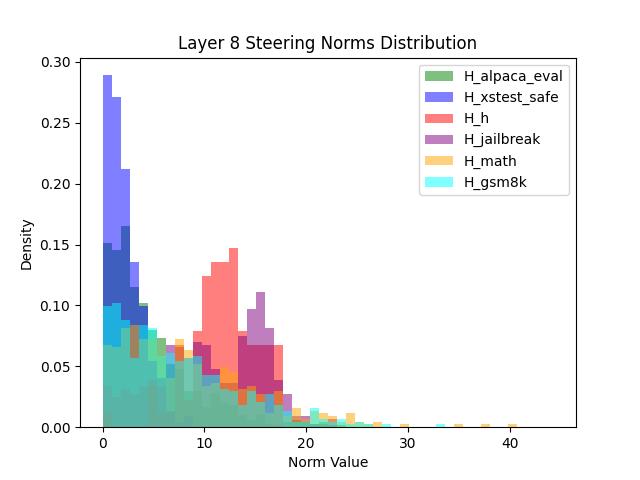 Layer 8 Steering Norms Distribution
H_alpaca_eval
H_xstest_safe
H_h
H_jailbreak
H_math
H_gsm8k
Density
0.30
0.25
0.20
0.15
0.10
0.05
0.00
0 10 20 30 40
Norm Value